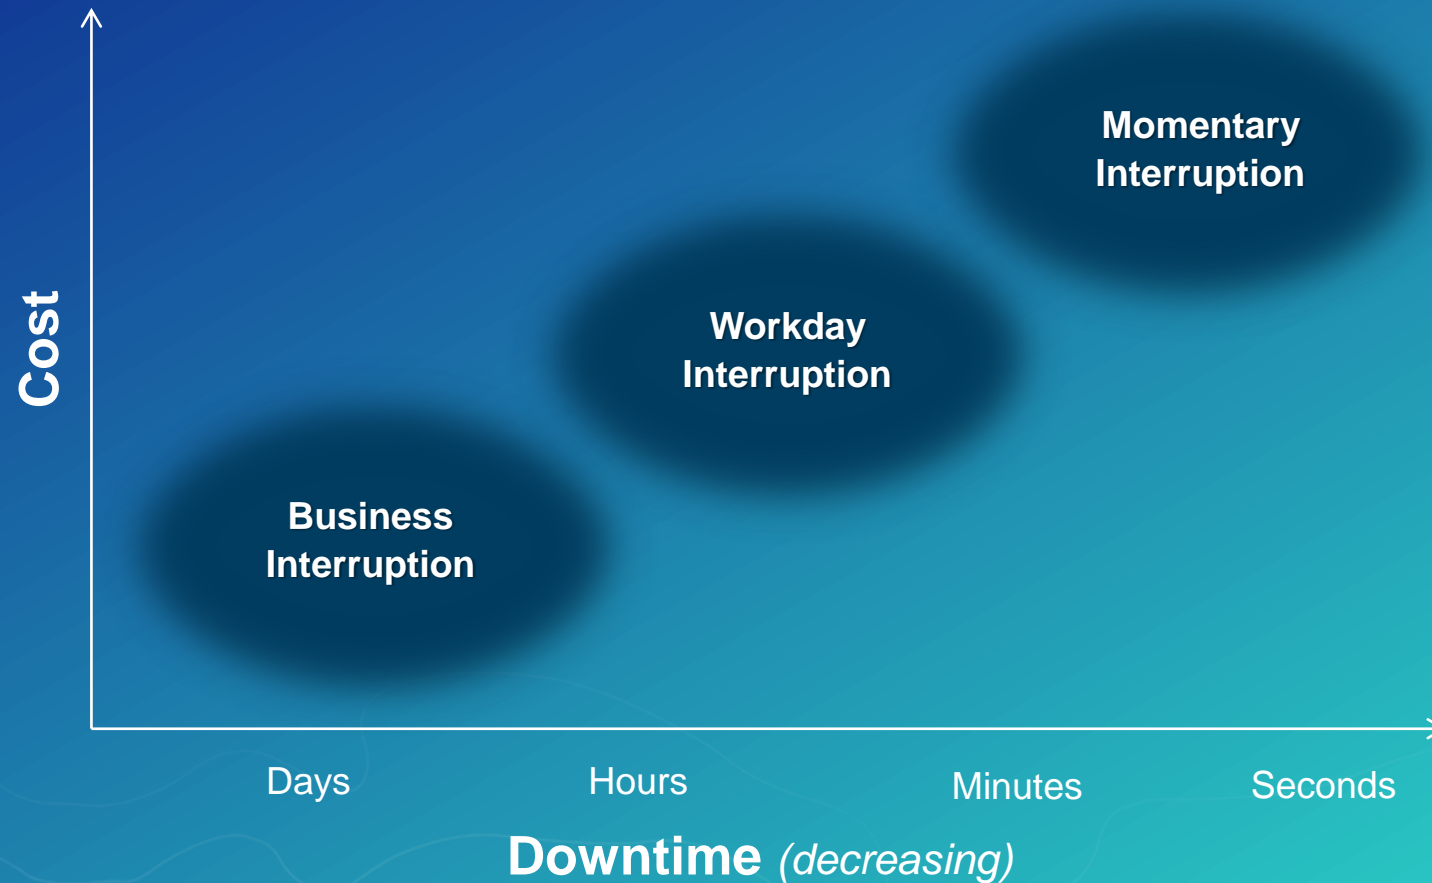 Momentary
Interruption
Workday
Interruption
Cost
Business
Interruption
Days
Hours
Minutes
Seconds
Downtime (decreasing)